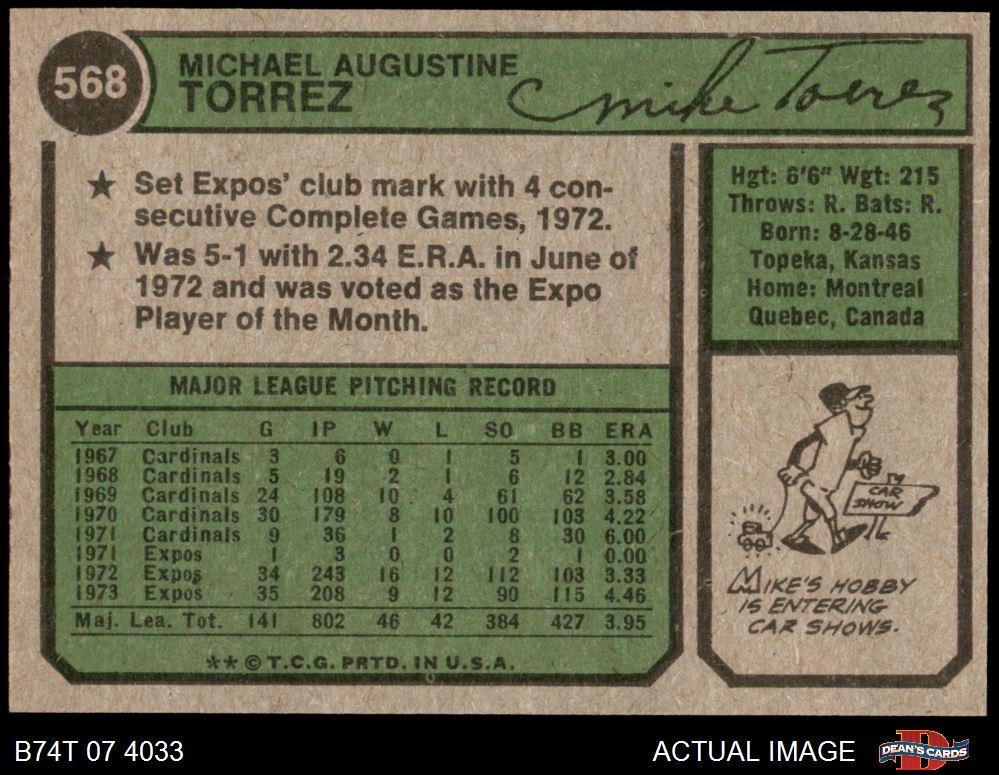 568
MICHAEL AUGUSTINE
TORREZ
Mike Torrez
★ Set Expos' club mark with 4 con-
secutive Complete Games, 1972.
★ Was 5-1 with 2.34 E.R.A. in June of
1972 and was voted as the Expo
Player of the Month.
Hgt: 6'6" Wgt: 215
Throws: R. Bats: R.
Born: 8-28-46
Topeka, Kansas
Home: Montreal
Quebec, Canada
MAJOR LEAGUE PITCHING RECORD
Year Club G IP W L SO BB ERA
1967 Cardinals 3 6 0 1 5 1 3.00
1968 Cardinals 5 19 2 1 6 12 2.84
1969 Cardinals 24 108 10 4 61 62 3.58
1970 Cardinals 30 179 8 10 100 103 4.22
1971 Cardinals 9 36 1 2 8 30 6.00
1971 Expos 1 3 0 0 2 1 0.00
1972 Expos 34 243 16 12 112 103 3.33
1973 Expos 35 208 9 12 90 115 4.46
Maj. Lea. Tot. 141 802 46 42 384 427 3.95
** © T.C.G. PRTD. IN U.S.A.
CAR
SHOW
MIKE'S HOBBY
IS ENTERING
CAR SHOWS.
B74T 07 4033
ACTUAL IMAGE
D
DEAN'S CARDS